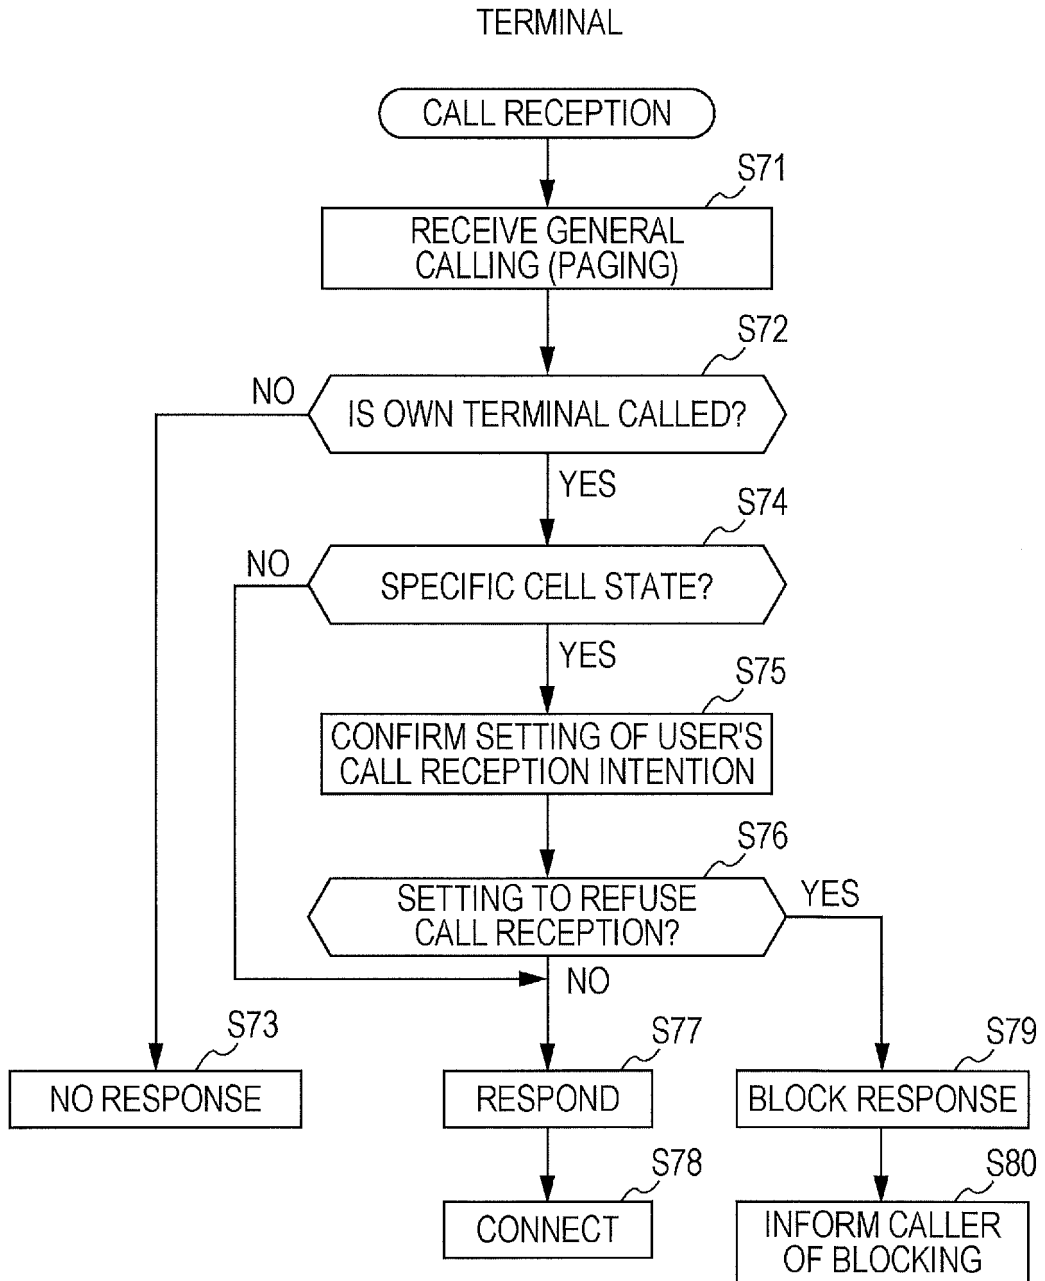 TERMINAL
CALL RECEPTION
S71
RECEIVE GENERAL
CALLING (PAGING)
S72
NO
IS OWN TERMINAL CALLED?
YES
S74
NO
SPECIFIC CELL STATE?
YES
S75
CONFIRM SETTING OF USER'S
CALL RECEPTION INTENTION
S76
SETTING TO REFUSE
CALL RECEPTION?
YES
NO
S73
NO RESPONSE
S77
RESPOND
S79
BLOCK RESPONSE
S78
CONNECT
S80
INFORM CALLER
OF BLOCKING